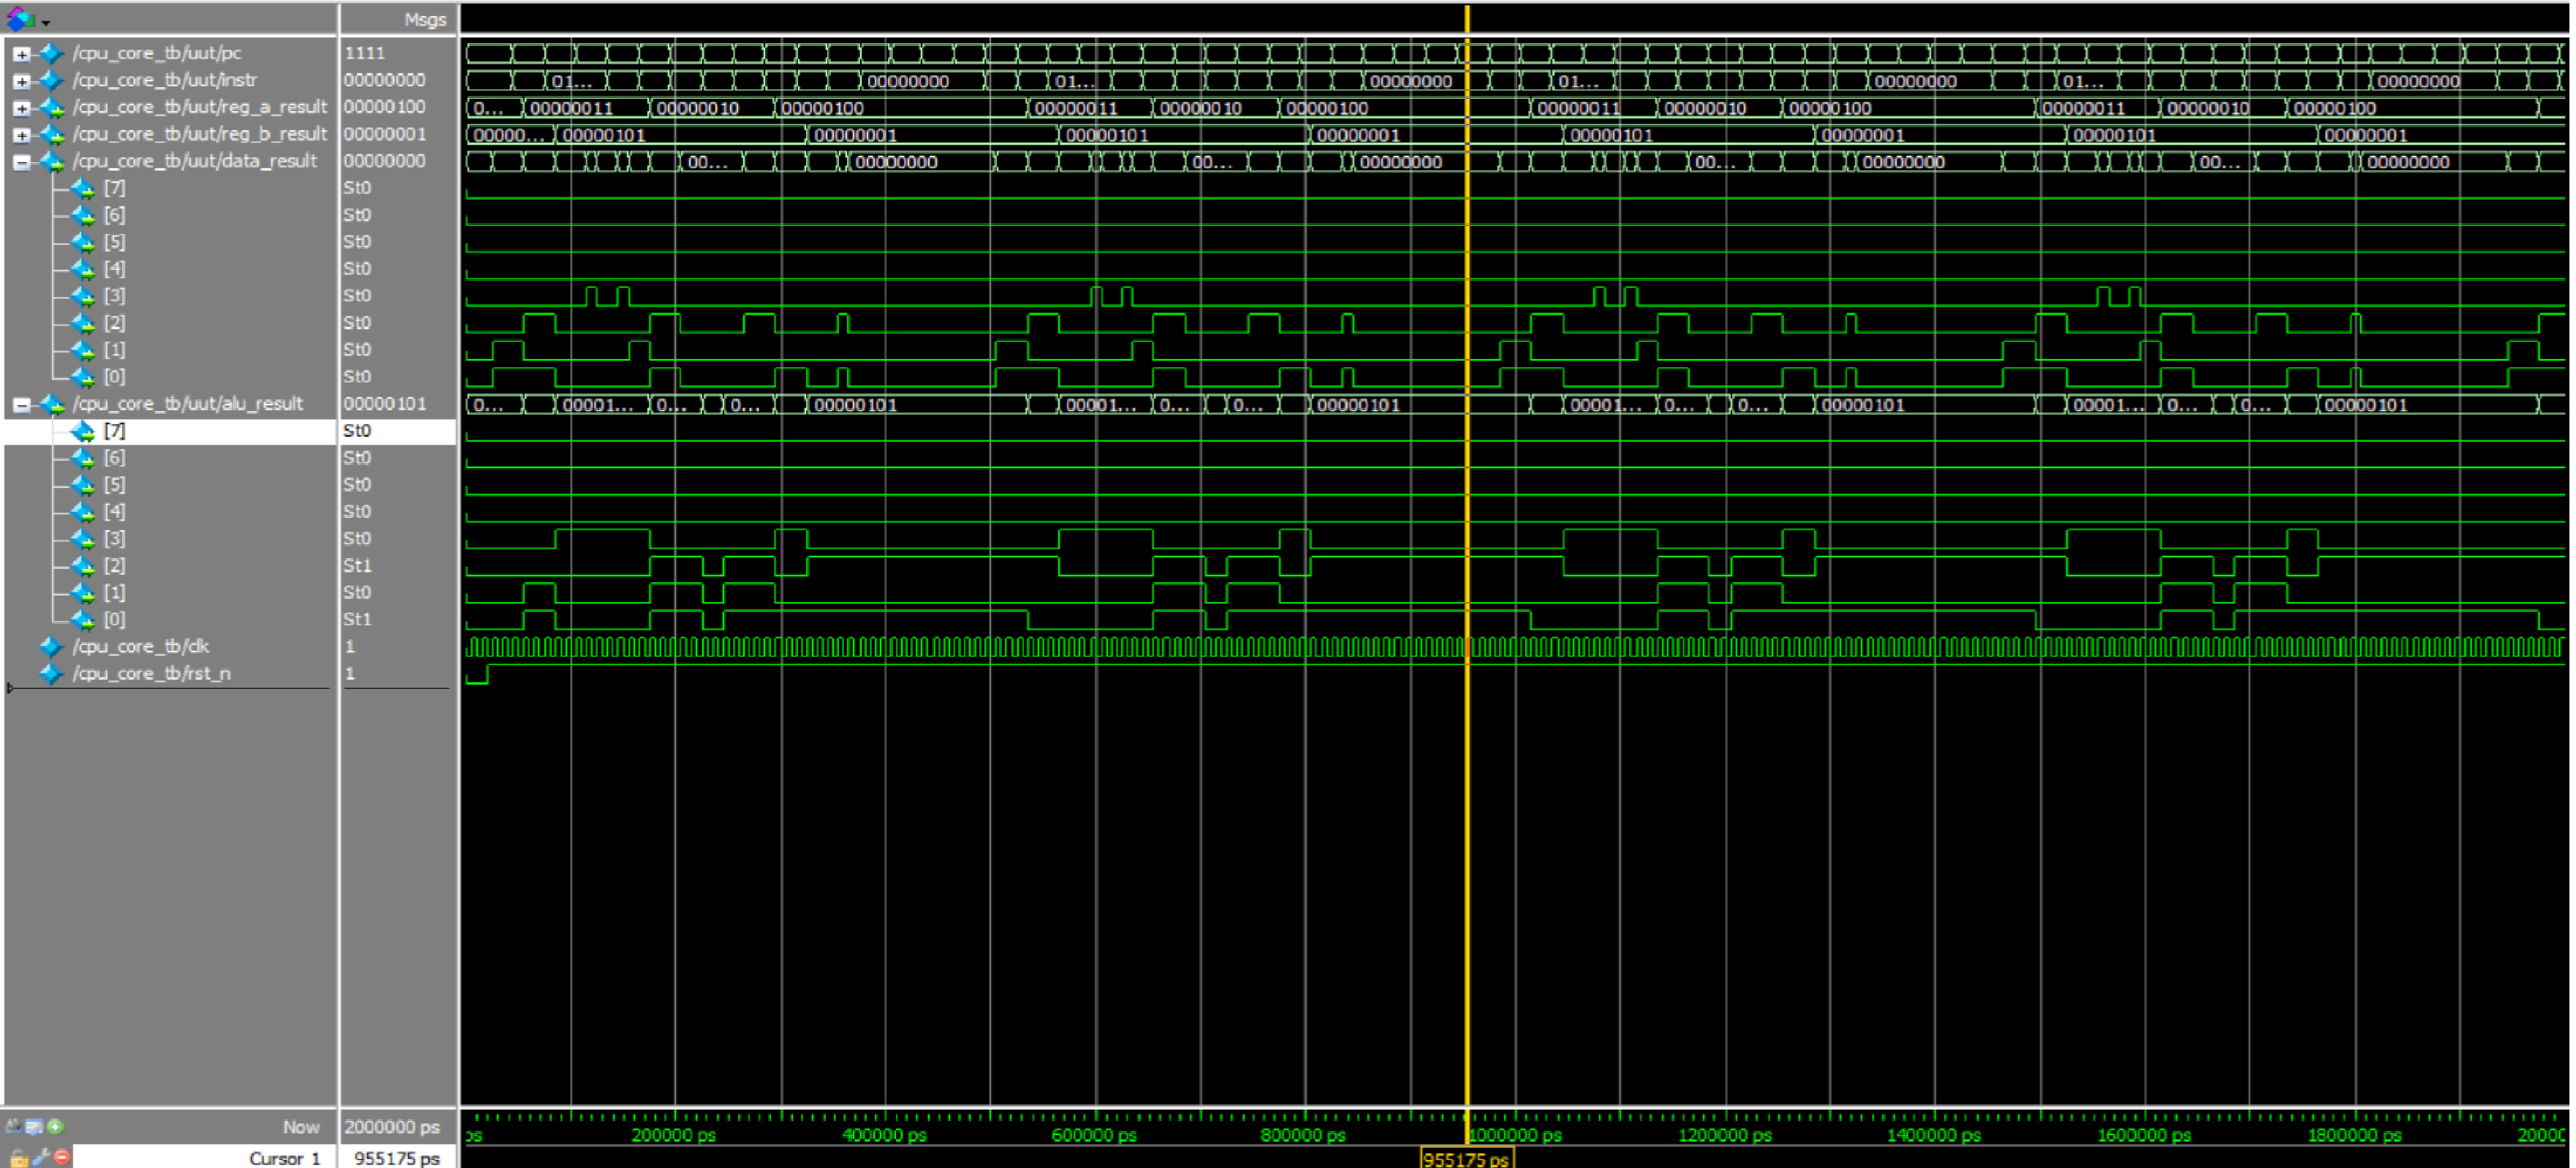 Msgs
/cpu_core_tb/uut/pc 1111
/cpu_core_tb/uut/instr 00000000 01... 00000000 01... 00000000 01... 00000000 01... 00000000
/cpu_core_tb/uut/reg_a_result 00000100 0... 00000011 00000010 00000100 00000011 00000010 00000100 00000011 00000010 00000100 00000011 00000010 00000100
/cpu_core_tb/uut/reg_b_result 00000001 00000... 00000101 00000001 00000101 00000001 00000101 00000001 00000101 00000001
/cpu_core_tb/uut/data_result 00000000 00... 00000000 00... 00000000 00... 00000000 00... 00000000
[7] St0
[6] St0
[5] St0
[4] St0
[3] St0
[2] St0
[1] St0
[0] St0
/cpu_core_tb/uut/alu_result 00000101 0... 00001... 0... 0... 00000101 00001... 0... 0... 00000101 00001... 0... 0... 00000101 00001... 0... 0... 00000101
[7] St0
[6] St0
[5] St0
[4] St0
[3] St0
[2] St1
[1] St0
[0] St1
/cpu_core_tb/clk 1
/cpu_core_tb/rst_n 1
Now 2000000 ps ps 200000 ps 400000 ps 600000 ps 800000 ps 1000000 ps 1200000 ps 1400000 ps 1600000 ps 1800000 ps 20000
Cursor 1 955175 ps 955175 ps